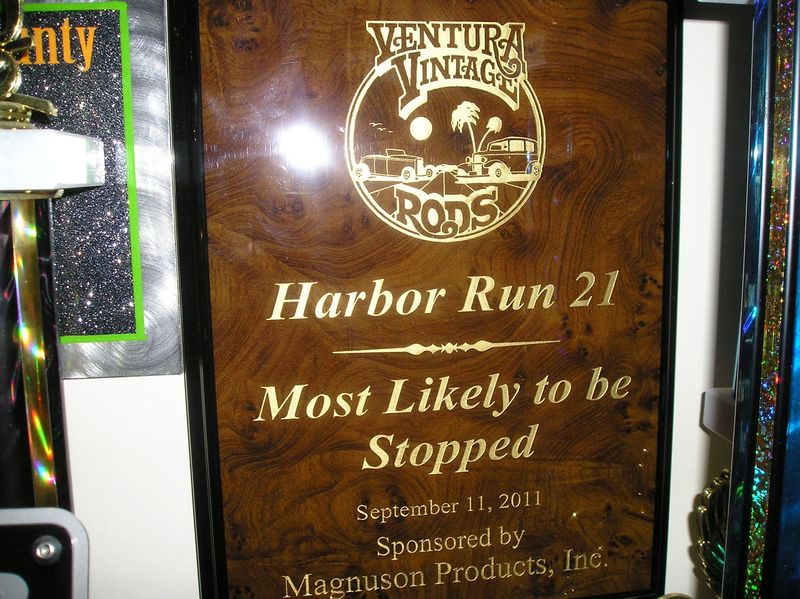 unty
VENTURA
VINTAGE
RODS
Harbor Run 21
Most Likely to be
Stopped
September 11, 2011
Sponsored by
Magnuson Products, Inc.